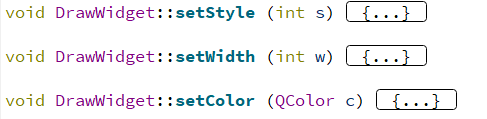 void DrawWidget::setStyle (int s) {...}
void DrawWidget::setWidth (int w) {...}
void DrawWidget::setColor (QColor c) {...}